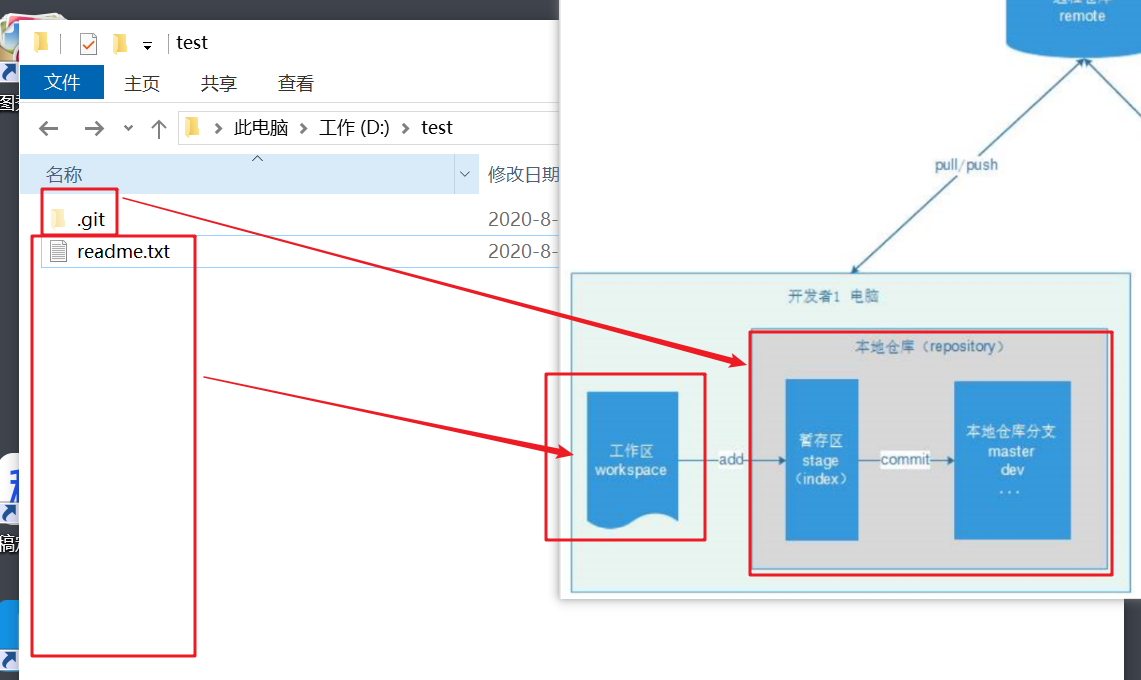 test
文件 主页 共享 查看
此电脑 工作 (D:) test
名称 修改日期
.git 2020-8-
readme.txt 2020-8-
remote
pull/push
开发者1 电脑
本地仓库（repository）
工作区
workspace
add
暂存区
stage
（index）
commit
本地仓库分支
master
dev
...